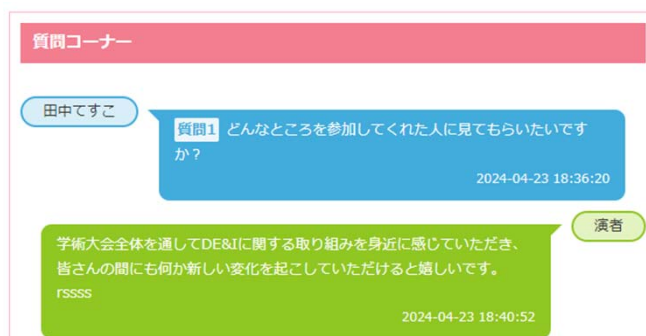 質問コーナー
田中てすこ
質問1 どんなところを参加してくれた人に見てもらいたいです
か？
2024-04-23 18:36:20
演者
学術大会全体を通してDE&Iに関する取り組みを身近に感じていただき、
皆さんの間にも何か新しい変化を起こしていただけると嬉しいです。
rssss
2024-04-23 18:40:52